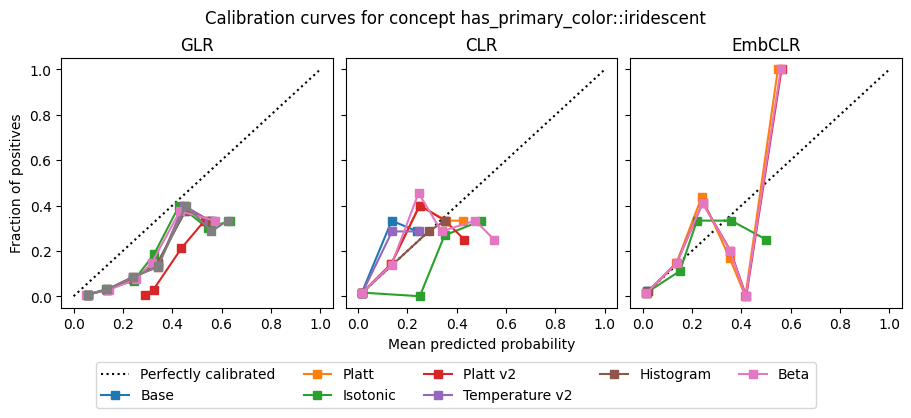 Calibration curves for concept has_primary_color::iridescent
GLR
CLR
EmbCLR
Fraction of positives
1.0
0.8
0.6
0.4
0.2
0.0
0.0 0.2 0.4 0.6 0.8 1.0
0.0 0.2 0.4 0.6 0.8 1.0
0.0 0.2 0.4 0.6 0.8 1.0
Mean predicted probability
Perfectly calibrated
Base
Platt
Isotonic
Platt v2
Temperature v2
Histogram
Beta